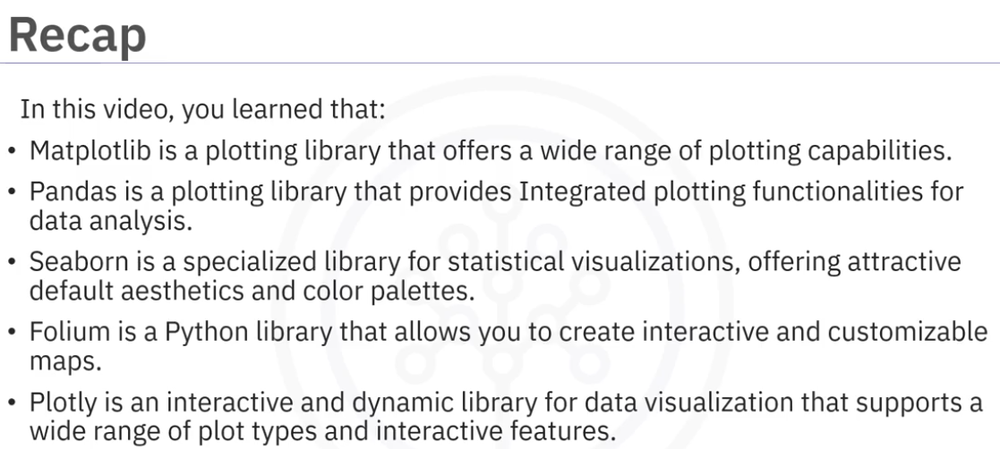 Recap
In this video, you learned that:
• Matplotlib is a plotting library that offers a wide range of plotting capabilities.
• Pandas is a plotting library that provides Integrated plotting functionalities for
data analysis.
• Seaborn is a specialized library for statistical visualizations, offering attractive
default aesthetics and color palettes.
• Folium is a Python library that allows you to create interactive and customizable
maps.
• Plotly is an interactive and dynamic library for data visualization that supports a
wide range of plot types and interactive features.